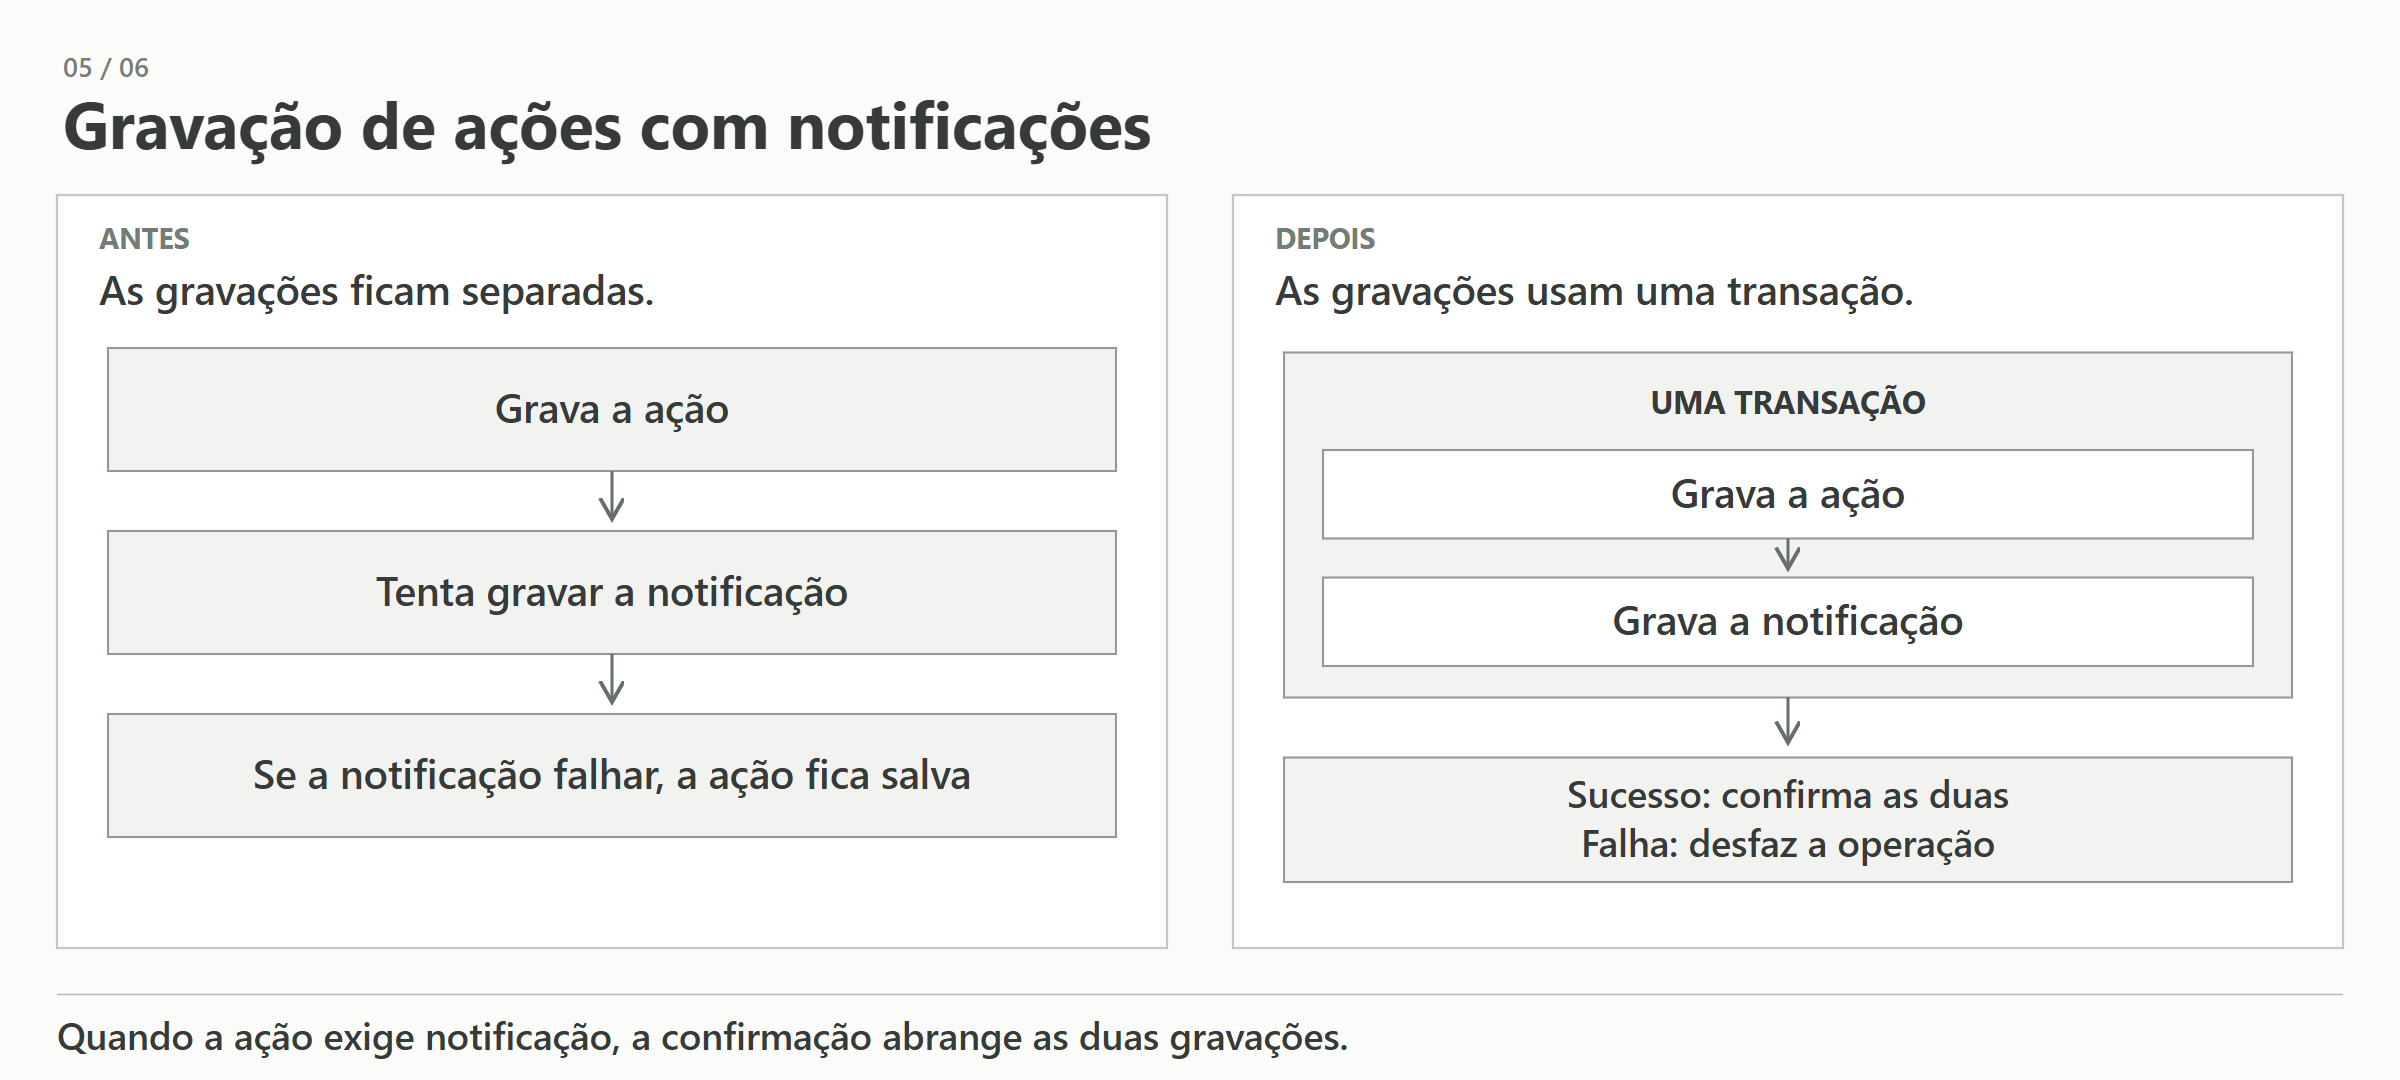 05 / 06
Gravação de ações com notificações
ANTES
As gravações ficam separadas.
Grava a ação
Tenta gravar a notificação
Se a notificação falhar, a ação fica salva
DEPOIS
As gravações usam uma transação.
UMA TRANSAÇÃO
Grava a ação
Grava a notificação
Sucesso: confirma as duas
Falha: desfaz a operação
Quando a ação exige notificação, a confirmação abrange as duas gravações.